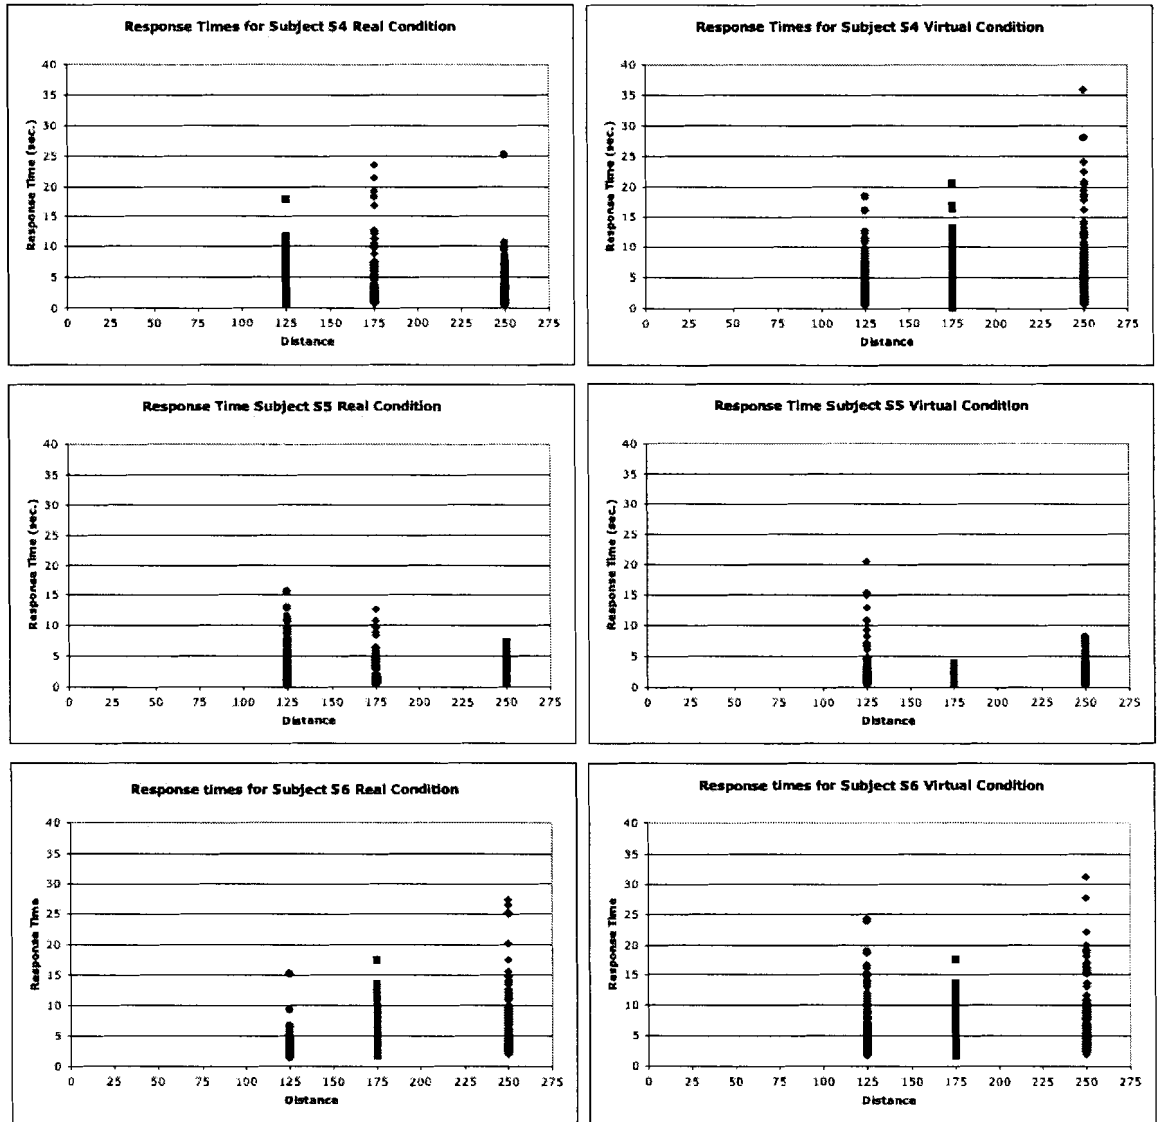 Response Times for Subject S4 Real Condition
40
35
30
25
20
15
10
5
0
Response Time (sec.)
0 25 50 75 100 125 150 175 200 225 250 275
Distance
Response Times for Subject S4 Virtual Condition
40
35
30
25
20
15
10
5
0
Response Time (sec.)
0 25 50 75 100 125 150 175 200 225 250 275
Distance
Response Time Subject S5 Real Condition
40
35
30
25
20
15
10
5
0
Response Time (sec.)
0 25 50 75 100 125 150 175 200 225 250 275
Distance
Response Time Subject S5 Virtual Condition
40
35
30
25
20
15
10
5
0
Response Time (sec.)
0 25 50 75 100 125 150 175 200 225 250 275
Distance
Response times for Subject S6 Real Condition
40
35
30
25
20
15
10
5
0
Response Time
0 25 50 75 100 125 150 175 200 225 250 275
Distance
Response times for Subject S6 Virtual Condition
40
35
30
25
20
15
10
5
0
Response Time
0 25 50 75 100 125 150 175 200 225 250 275
Distance